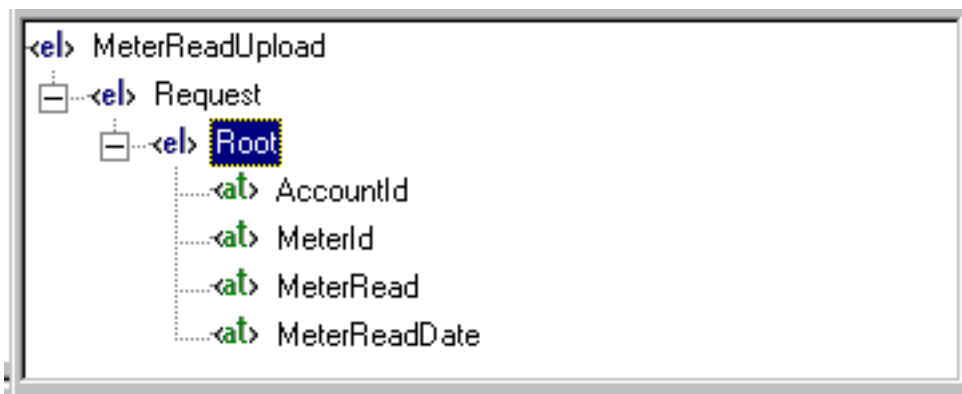 <el> MeterReadUpload
<el> Request
<el> Root
<at> AccountId
<at> MeterId
<at> MeterRead
<at> MeterReadDate